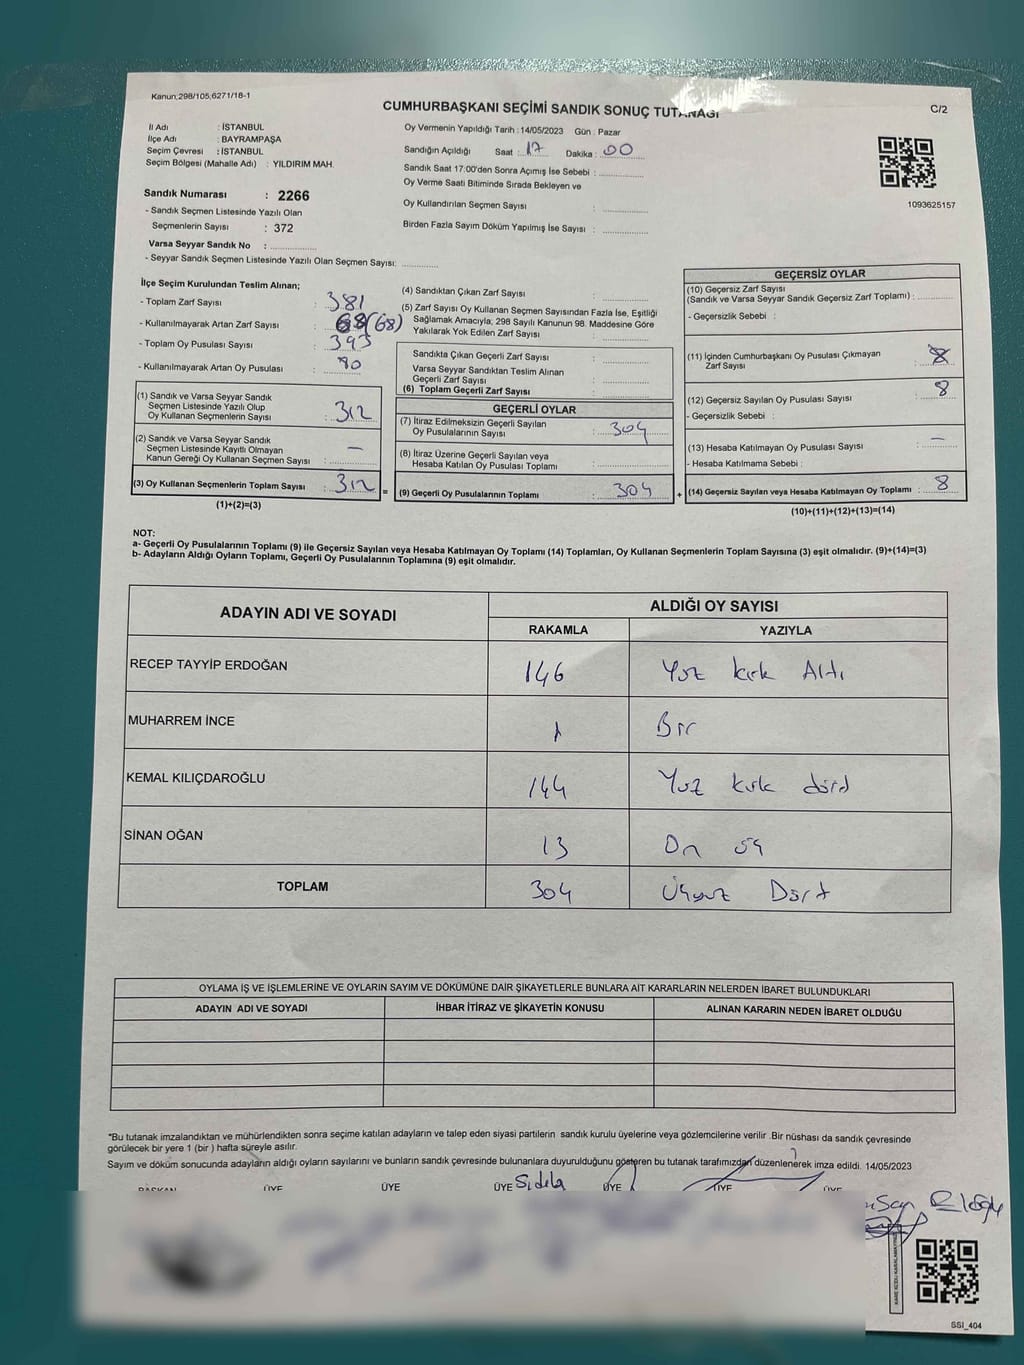 Kanun;298/105,6271/18-1
CUMHURBAŞKANI SEÇİMİ SANDIK SONUÇ TUTANAĞI
C/2
İl Adı : İSTANBUL
İlçe Adı : BAYRAMPAŞA
Seçim Çevresi : İSTANBUL
Seçim Bölgesi (Mahalle Adı) : YILDIRIM MAH.
Sandık Numarası : 2266
- Sandık Seçmen Listesinde Yazılı Olan
Seçmenlerin Sayısı : 372
Varsa Seyyar Sandık No :
- Seyyar Sandık Seçmen Listesinde Yazılı Olan Seçmen Sayısı:
Oy Vermenin Yapıldığı Tarih :14/05/2023 Gün : Pazar
Sandığın Açıldığı Saat : 17 Dakika : 00
Sandık Saat 17:00'den Sonra Açımış İse Sebebi :
Oy Verme Saati Bitiminde Sırada Bekleyen ve
Oy Kullandırılan Seçmen Sayısı :
Birden Fazla Sayım Döküm Yapılmış İse Sayısı :
1093625157
İlçe Seçim Kurulundan Teslim Alınan;
- Toplam Zarf Sayısı : 381
- Kullanılmayarak Artan Zarf Sayısı : 68 (68)
- Toplam Oy Pusulası Sayısı : 393
- Kullanılmayarak Artan Oy Pusulası : 80
(1) Sandık ve Varsa Seyyar Sandık
Seçmen Listesinde Yazılı Olup
Oy Kullanan Seçmenlerin Sayısı : 312
(2) Sandık ve Varsa Seyyar Sandık
Seçmen Listesinde Kayıtlı Olmayan
Kanun Gereği Oy Kullanan Seçmen Sayısı : —
(3) Oy Kullanan Seçmenlerin Toplam Sayısı : 312
(1)+(2)=(3)
=
(4) Sandıktan Çıkan Zarf Sayısı :
(5) Zarf Sayısı Oy Kullanan Seçmen Sayısından Fazla İse, Eşitliği
Sağlamak Amacıyla, 298 Sayılı Kanunun 98. Maddesine Göre
Yakılarak Yok Edilen Zarf Sayısı :
Sandıkta Çıkan Geçerli Zarf Sayısı :
Varsa Seyyar Sandıktan Teslim Alınan
Geçerli Zarf Sayısı :
(6) Toplam Geçerli Zarf Sayısı :
GEÇERLİ OYLAR
(7) İtiraz Edilmeksizin Geçerli Sayılan
Oy Pusulalarının Sayısı : 304
(8) İtiraz Üzerine Geçerli Sayılan veya
Hesaba Katılan Oy Pusulası Toplamı :
(9) Geçerli Oy Pusulalarının Toplamı : 304
+
GEÇERSİZ OYLAR
(10) Geçersiz Zarf Sayısı
(Sandık ve Varsa Seyyar Sandık Geçersiz Zarf Toplamı) :
- Geçersizlik Sebebi :
(11) İçinden Cumhurbaşkanı Oy Pusulası Çıkmayan
Zarf Sayısı : 8
(12) Geçersiz Sayılan Oy Pusulası Sayısı : 8
- Geçersizlik Sebebi :
(13) Hesaba Katılmayan Oy Pusulası Sayısı : —
- Hesaba Katılmama Sebebi :
(14) Geçersiz Sayılan veya Hesaba Katılmayan Oy Toplamı : 8
(10)+(11)+(12)+(13)=(14)
NOT:
a- Geçerli Oy Pusulalarının Toplamı (9) ile Geçersiz Sayılan veya Hesaba Katılmayan Oy Toplamı (14) Toplamları, Oy Kullanan Seçmenlerin Toplam Sayısına (3) eşit olmalıdır. (9)+(14)=(3)
b- Adayların Aldığı Oyların Toplamı, Geçerli Oy Pusulalarının Toplamına (9) eşit olmalıdır.
ADAYIN ADI VE SOYADI ALDIĞI OY SAYISI
RAKAMLA YAZIYLA
RECEP TAYYİP ERDOĞAN 146 Yüz kırk Altı
MUHARREM İNCE 1 Bir
KEMAL KILIÇDAROĞLU 144 Yüz kırk dörd
SİNAN OĞAN 13 On üç
TOPLAM 304 Üçyüz Dört
OYLAMA İŞ VE İŞLEMLERİNE VE OYLARIN SAYIM VE DÖKÜMÜNE DAİR ŞİKAYETLERLE BUNLARA AİT KARARLARIN NELERDEN İBARET BULUNDUKLARI
ADAYIN ADI VE SOYADI İHBAR İTİRAZ VE ŞİKAYETİN KONUSU ALINAN KARARIN NEDEN İBARET OLDUĞU
*Bu tutanak imzalandıktan ve mühürlendikten sonra seçime katılan adayların ve talep eden siyasi partilerin sandık kurulu üyelerine veya gözlemcilerine verilir .Bir nüshası da sandık çevresinde
görülecek bir yere 1 (bir ) hafta süreyle asılır.
Sayım ve döküm sonucunda adayların aldığı oyların sayılarını ve bunların sandık çevresinde bulunanlara duyurulduğunu gösteren bu tutanak tarafımızdan düzenlenerek imza edildi. 14/05/2023
BAŞKAN ÜYE ÜYE ÜYE Sıdıla ÜYE ÜYE ÜYE
SSI_404